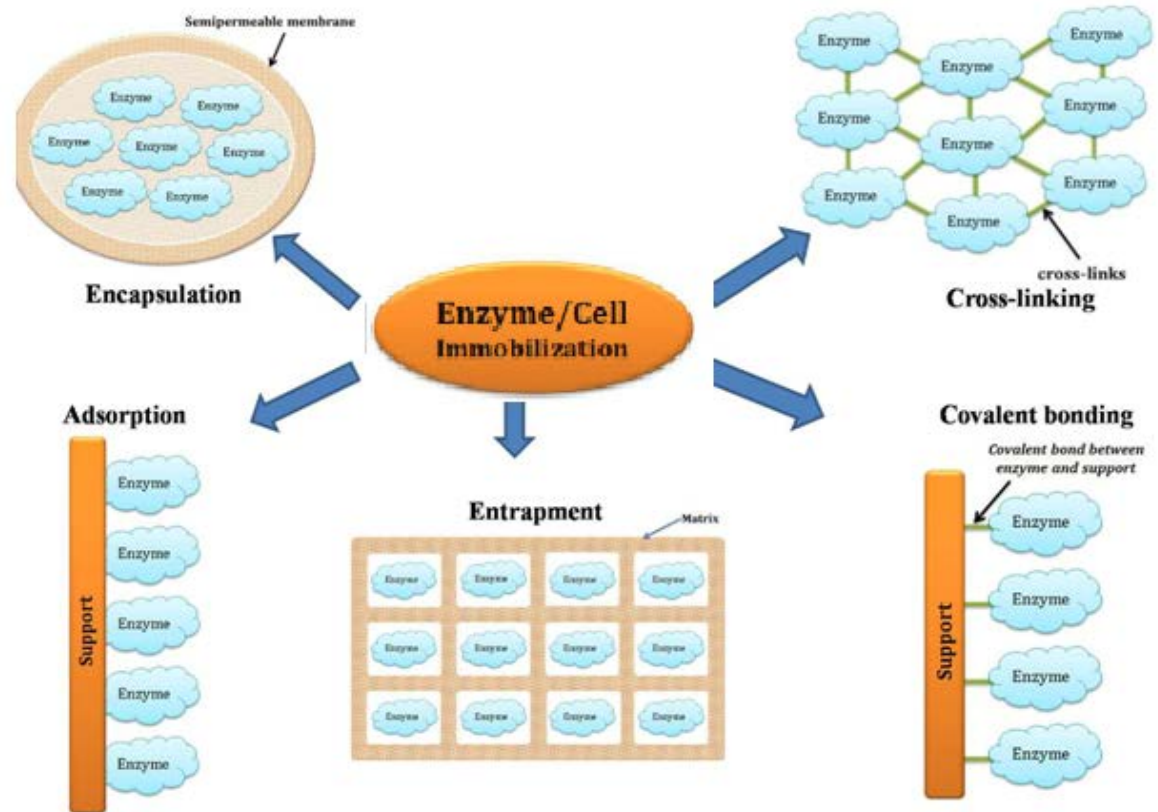 Semipermeable membrane
Enzyme
Enzyme
Enzyme
Enzyme
Enzyme
Enzyme
Enzyme
Encapsulation
Enzyme
Enzyme
Enzyme
Enzyme
Enzyme
Enzyme
Enzyme
Enzyme
Enzyme
Enzyme
cross-links
Cross-linking
Enzyme/Cell
Immobilization
Adsorption
Support
Enzyme
Enzyme
Enzyme
Enzyme
Enzyme
Entrapment
Matrix
Enzyme Enzyme Enzyme Enzyme
Enzyme Enzyme Enzyme Enzyme
Enzyme Enzyme Enzyme Enzyme
Covalent bonding
Covalent bond between
enzyme and support
Support
Enzyme
Enzyme
Enzyme
Enzyme